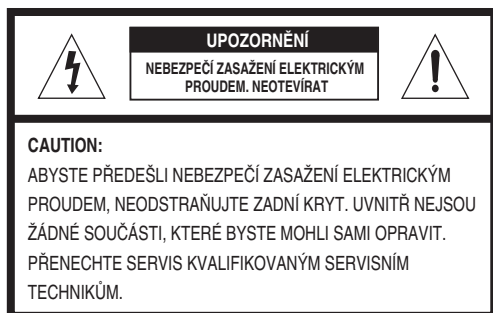 UPOZORNĚNÍ
NEBEZPEČÍ ZASAŽENÍ ELEKTRICKÝM
PROUDEM. NEOTEVÍRAT
CAUTION:
ABYSTE PŘEDEŠLI NEBEZPEČÍ ZASAŽENÍ ELEKTRICKÝM
PROUDEM, NEODSTRAŇUJTE ZADNÍ KRYT. UVNITŘ NEJSOU
ŽÁDNÉ SOUČÁSTI, KTERÉ BYSTE MOHLI SAMI OPRAVIT.
PŘENECHTE SERVIS KVALIFIKOVANÝM SERVISNÍM
TECHNIKŮM.